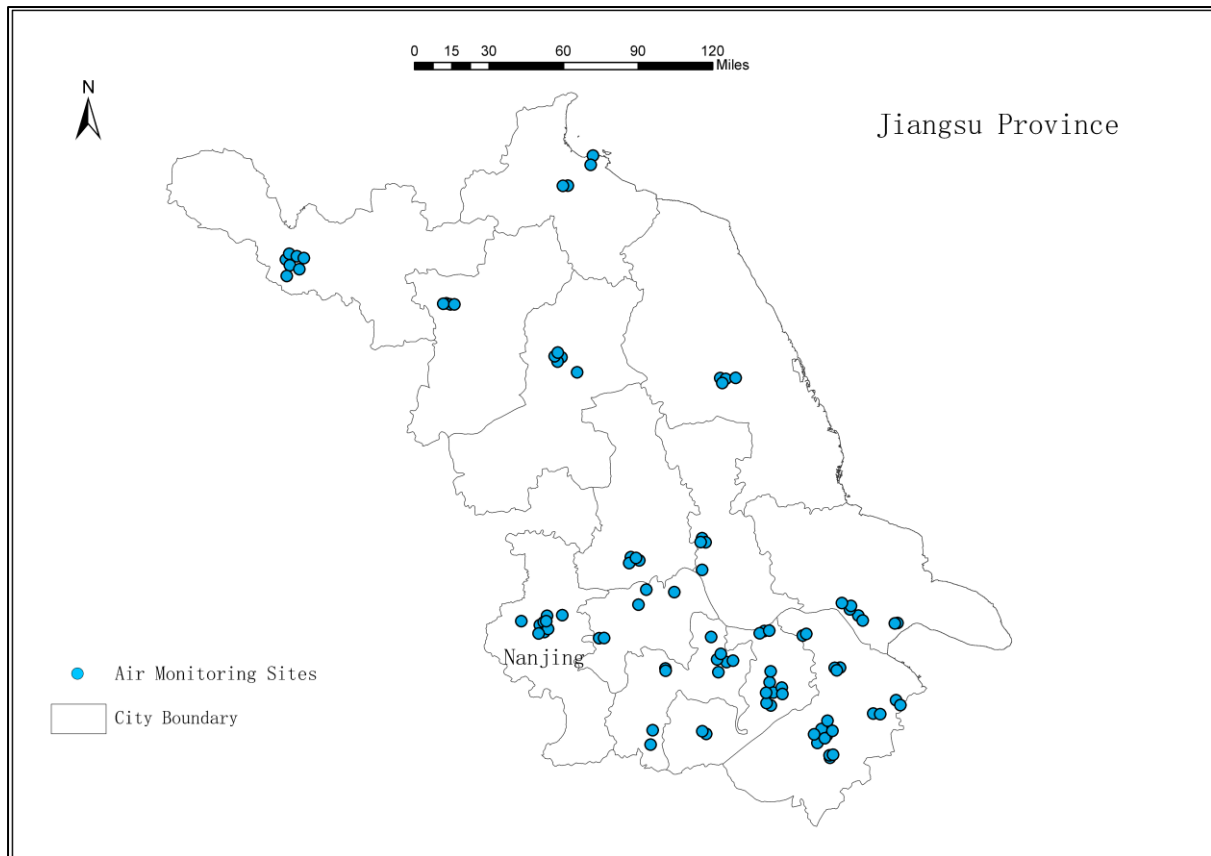 0 15 30 60 90 120
Miles
N
Jiangsu Province
Nanjing
Air Monitoring Sites
City Boundary